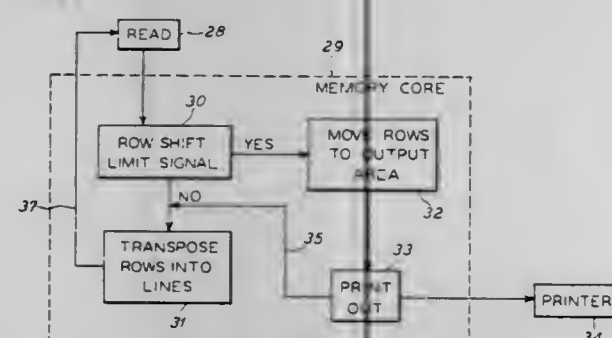 READ
28
29
MEMORY CORE
30
ROW SHIFT
LIMIT SIGNAL
YES
MOVE ROWS
TO OUTPUT
AREA
32
37
NO
35
33
TRANSPOSE
ROWS INTO
LINES
31
PRINT
OUT
PRINTER
34